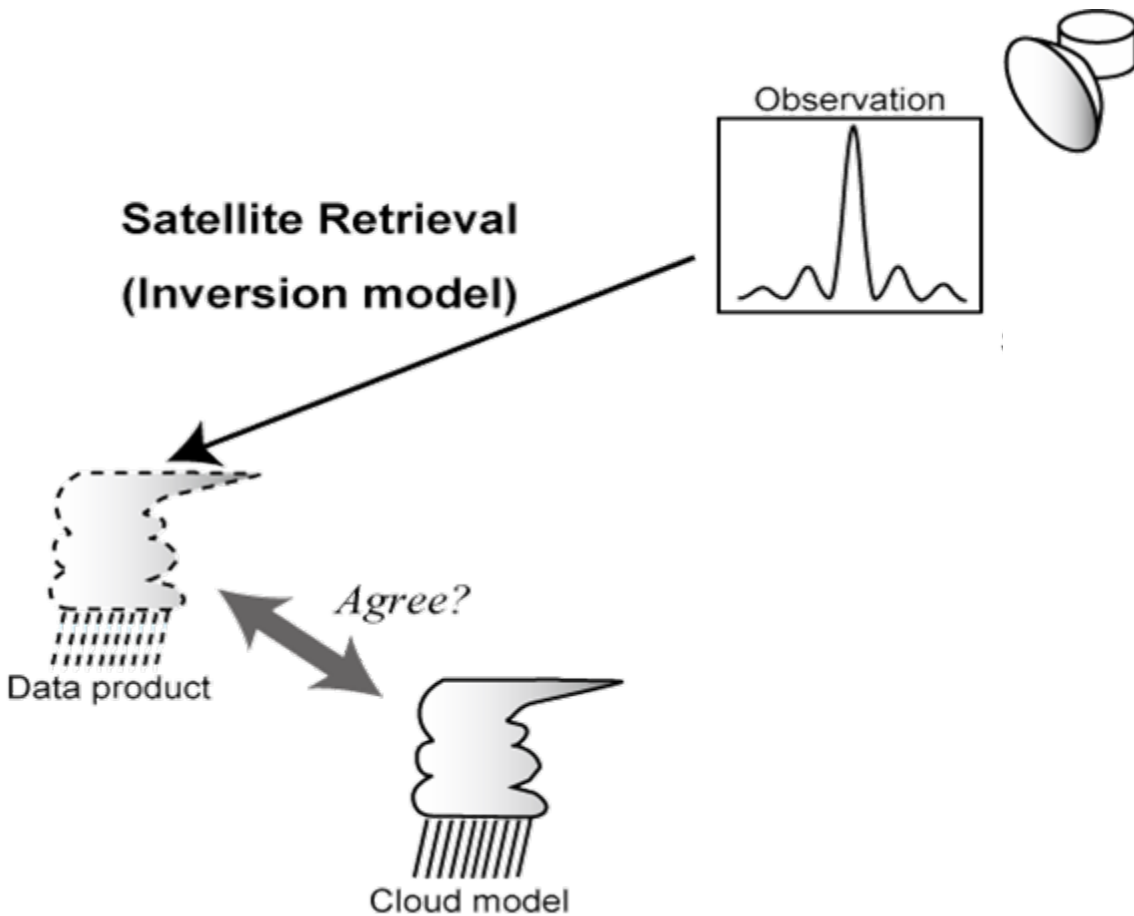 Observation
Satellite Retrieval
(Inversion model)
Agree?
Data product
Cloud model